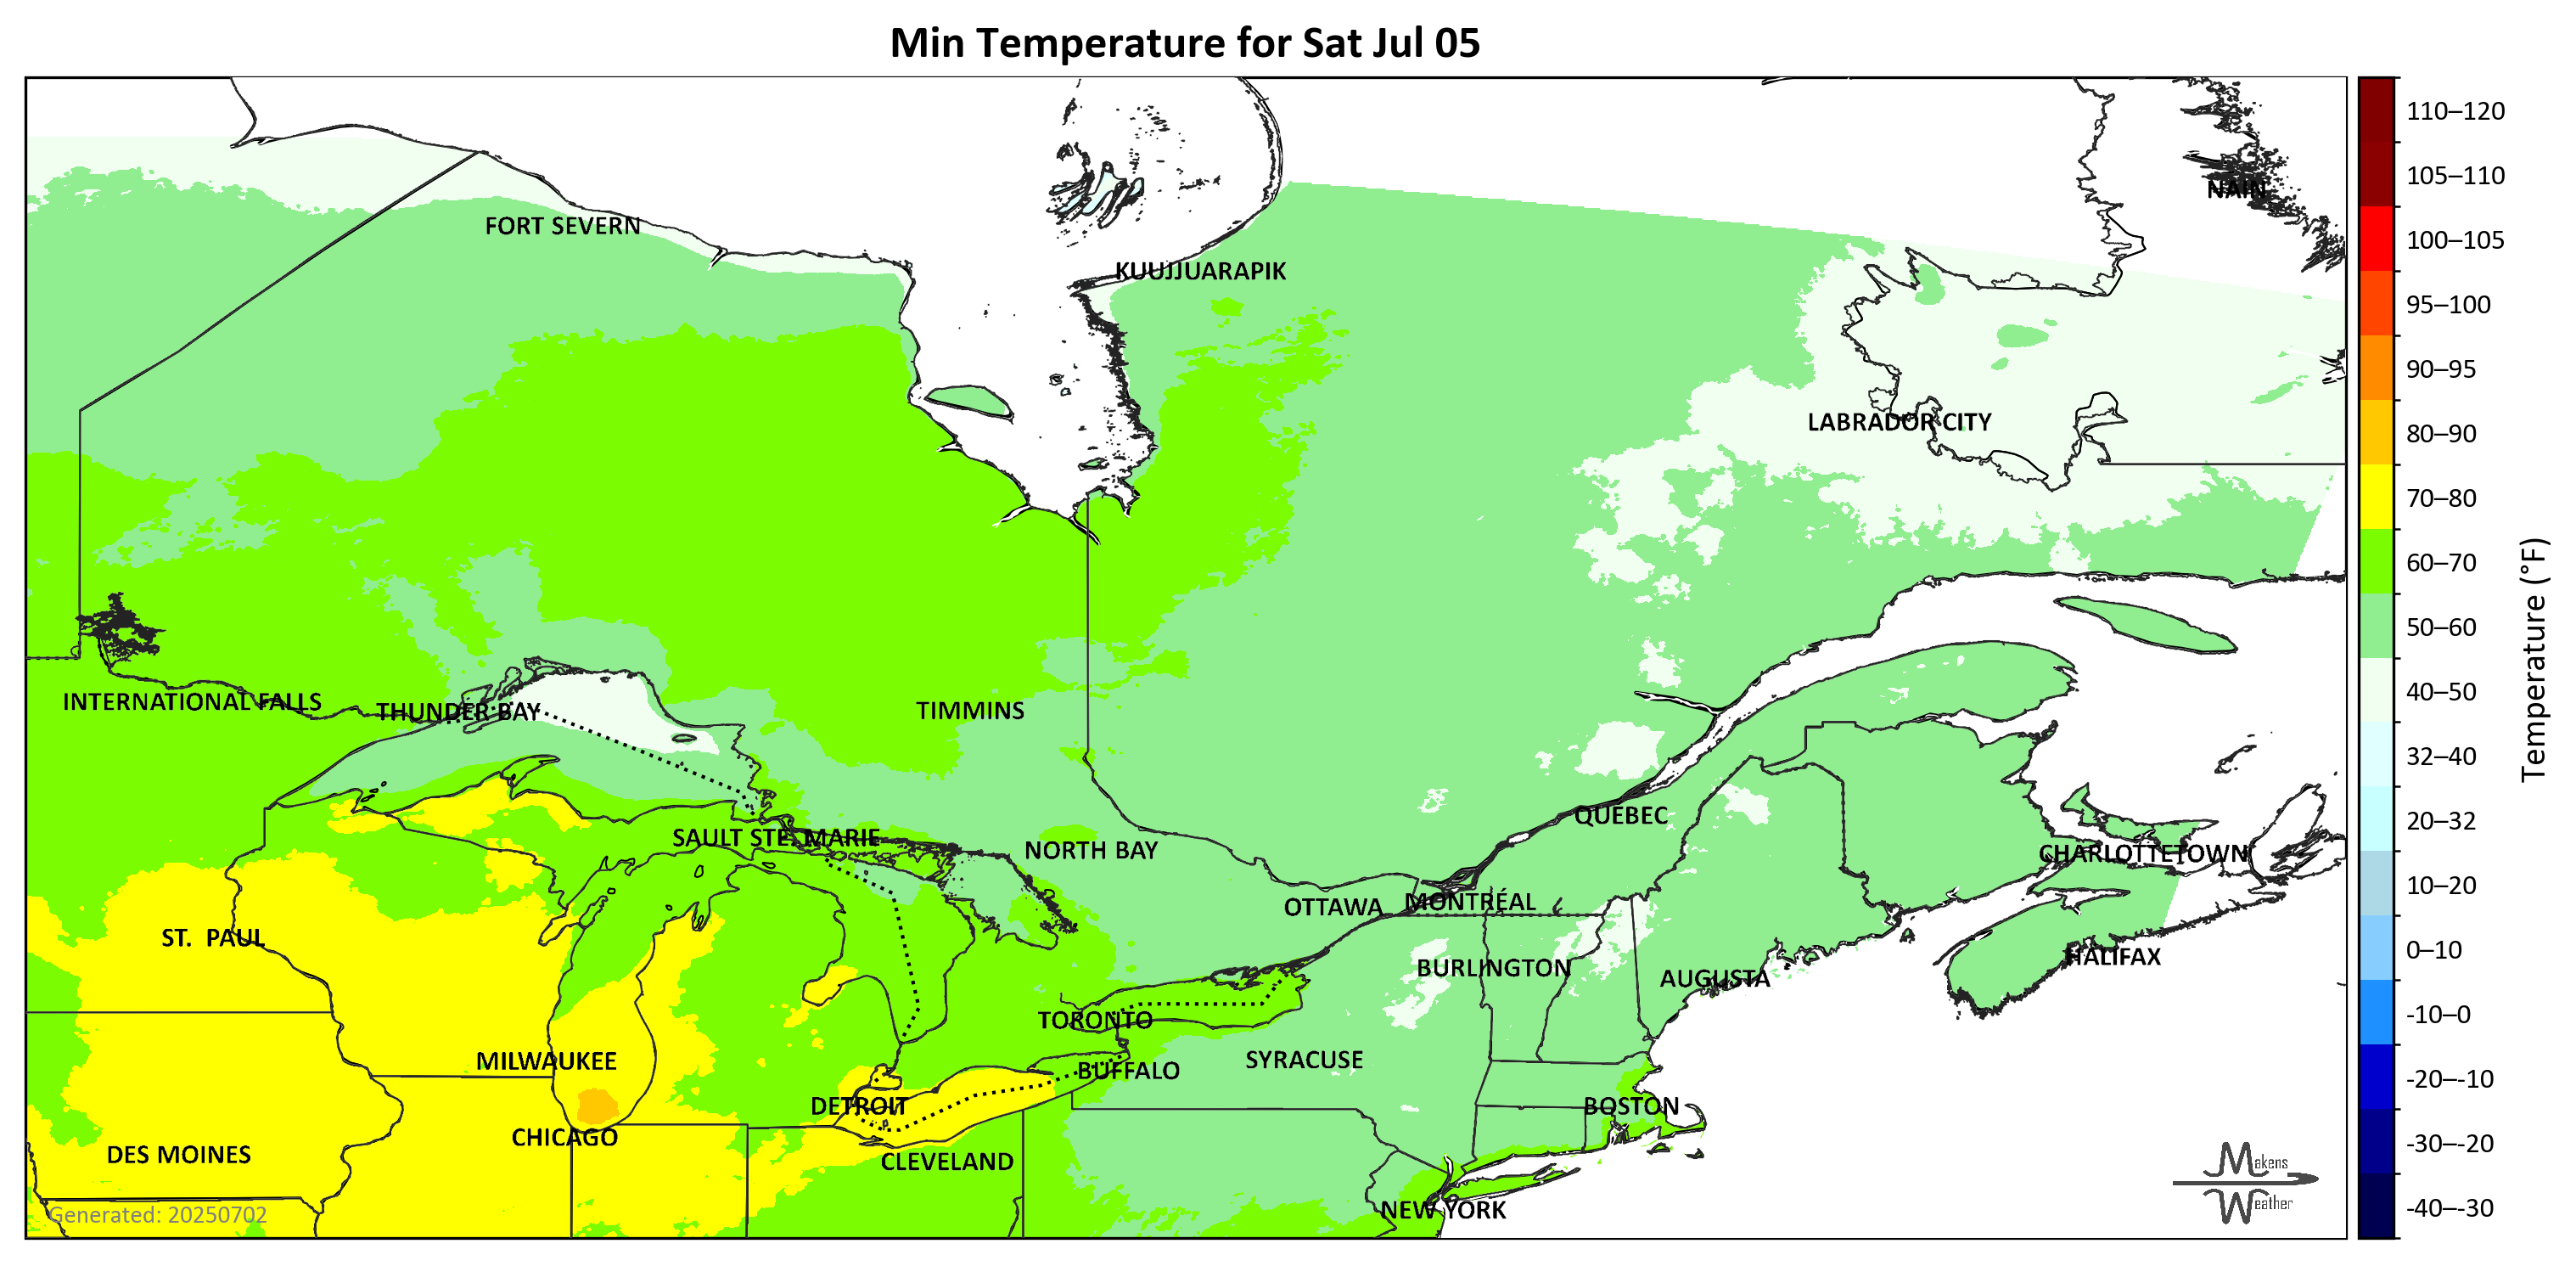 Min Temperature for Sat Jul 05
110–120
105–110
NAIN
FORT SEVERN
100–105
KUUJJUARAPIK
95–100
90–95
LABRADOR CITY
80–90
70–80
60–70
50–60
Temperature (°F)
40–50
INTERNATIONAL FALLS
THUNDER BAY
TIMMINS
32–40
QUÉBEC
20–32
SAULT STE. MARIE
NORTH BAY
CHARLOTTETOWN
10–20
OTTAWA
MONTRÉAL
ST.  PAUL
0–10
HALIFAX
BURLINGTON
AUGUSTA
-10–0
TORONTO
MILWAUKEE
SYRACUSE
BUFFALO
-20–-10
DETROIT
BOSTON
CHICAGO
-30–-20
DES MOINES
CLEVELAND
Makens
Weather
-40–-30
NEW YORK
Generated: 20250702